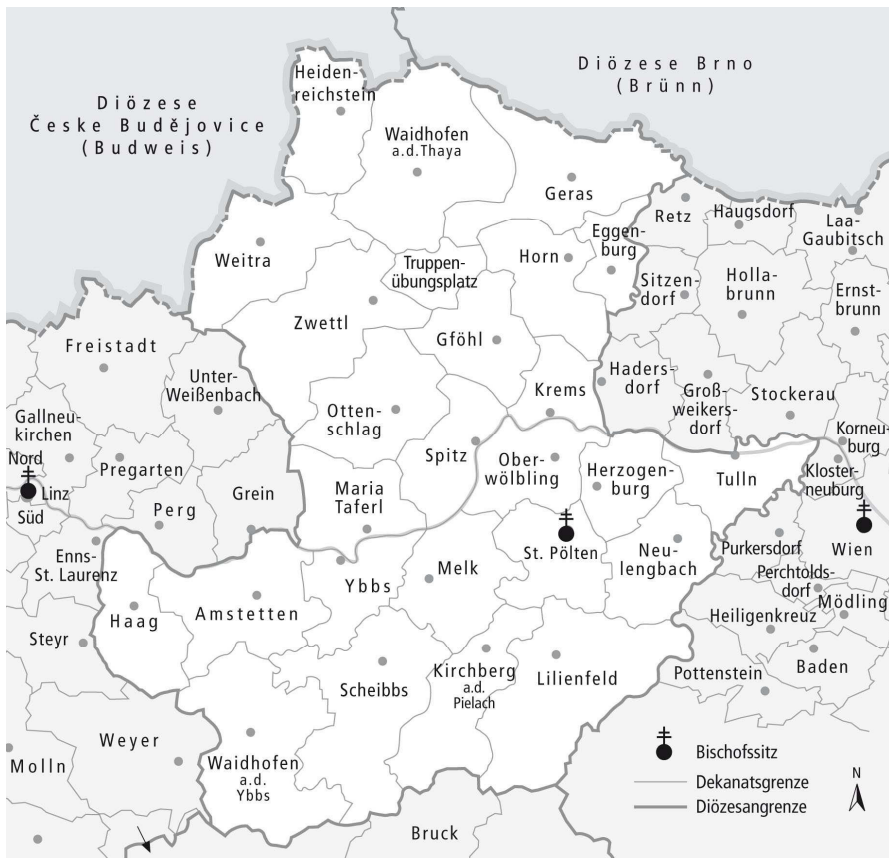 Diözese Brno
(Brünn)
Diözese
Česke Budějovice
(Budweis)
Heiden-
reichstein
Waidhofen
a.d.Thaya
Geras
Retz
Haugsdorf
Laa-
Gaubitsch
Eggen-
burg
Weitra
Truppen-
übungsplatz
Horn
Sitzen-
dorf
Holla-
brunn
Ernst-
brunn
Zwettl
Gföhl
Freistadt
Unter-
Weißenbach
Haders-
dorf
Groß-
weikers-
dorf
Stockerau
Krems
Otten-
schlag
Gallneu-
kirchen
Korneu-
burg
Spitz
Nord
Pregarten
Ober-
wölbling
Herzogen-
burg
Tulln
Kloster-
neuburg
Maria
Taferl
Linz
Süd
Perg
Grein
St. Pölten
Neu-
lengbach
Purkersdorf
Wien
Enns-
St. Laurenz
Ybbs
Melk
Perchtolds-
dorf
Mödling
Haag
Amstetten
Heiligenkreuz
Steyr
Scheibbs
Kirchberg
a.d.
Pielach
Lilienfeld
Pottenstein
Baden
Weyer
Molln
Waidhofen
a.d.
Ybbs
Bruck
Bischofssitz
Dekanatsgrenze
Diözesangrenze
N